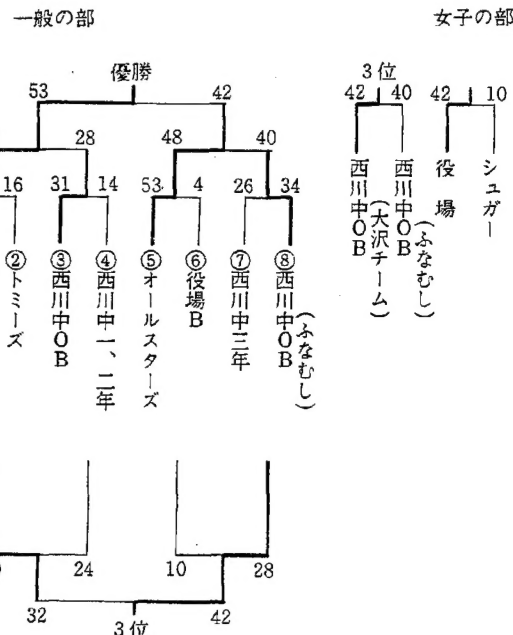 一般の部
女子の部
優勝
53 42
28 48 40
16 31 14 53 4 26 34
②トミーズ
③西川中OB
④西川中一、二年
⑤オールスターズ
⑥役場B
⑦西川中三年
⑧西川中OB
(ふなむし)
24 10 28
32 42
3位
3位
42 40
西川中OB
(大沢チーム)
西川中OB
(ふなむし)
42 10
役場
シュガー